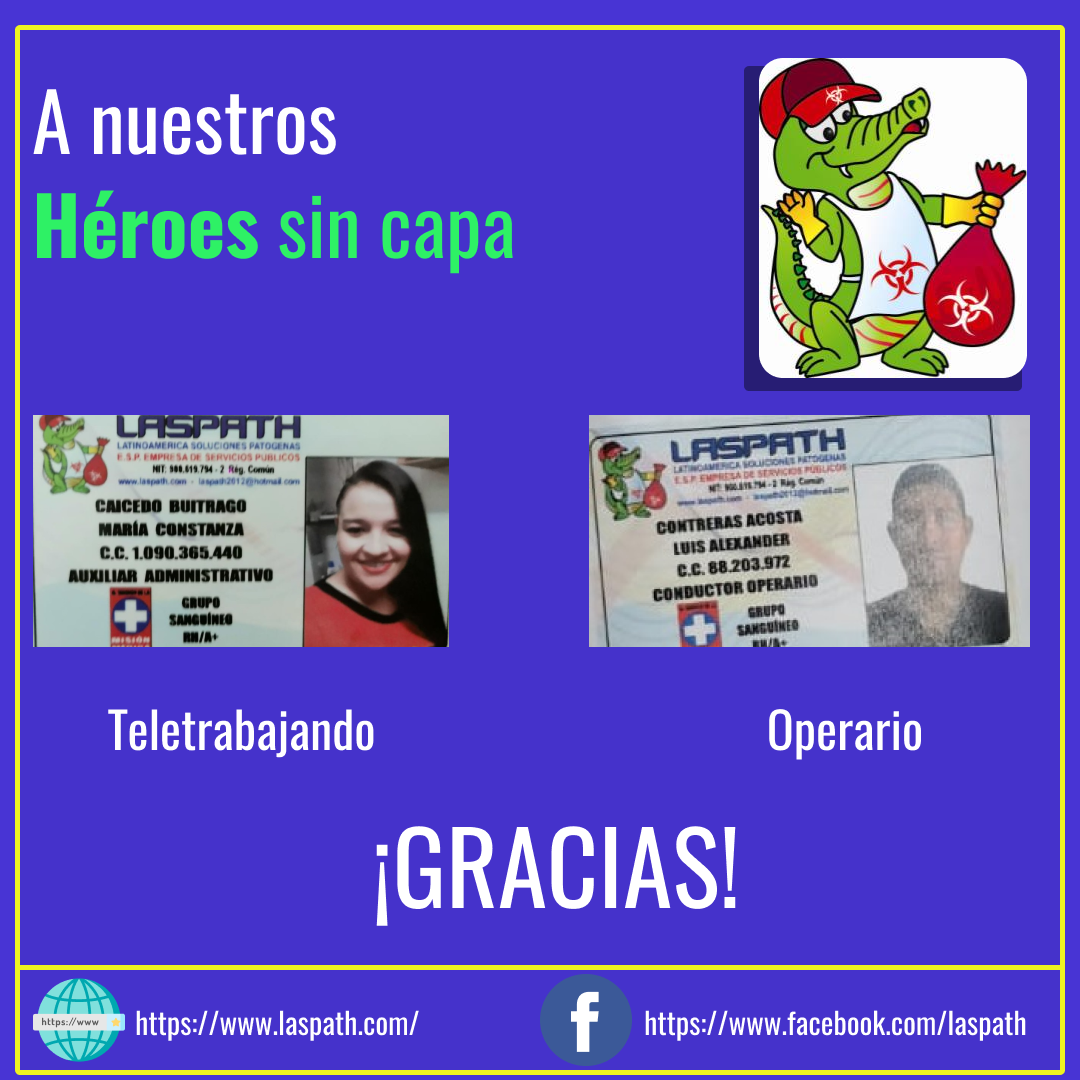 A nuestros
Héroes sin capa
LASPATH
LATINOAMERICA SOLUCIONES PATOGENAS
E.S.P. EMPRESA DE SERVICIOS PUBLICOS
NIT: 900.619.794 - 2 Rég. Común
www.laspath.com - laspath2012@hotmail.com
CAICEDO BUITRAGO
MARÍA CONSTANZA
C.C. 1.090.365.440
AUXILIAR ADMINISTRATIVO
GRUPO
SANGUÍNEO
RH/A+
MISIÓN
LASPATH
LATINOAMERICA SOLUCIONES PATOGENAS
E.S.P. EMPRESA DE SERVICIOS PÚBLICOS
NIT: 900.619.794 - 2 Rég. Común
www.laspath.com - laspath2012@hotmail.com
CONTRERAS ACOSTA
LUIS ALEXANDER
C.C. 88.203.972
CONDUCTOR OPERARIO
GRUPO
SANGUÍNEO
RH/A+
Teletrabajando
Operario
¡GRACIAS!
https://www
https://www.laspath.com/
f
https://www.facebook.com/laspath